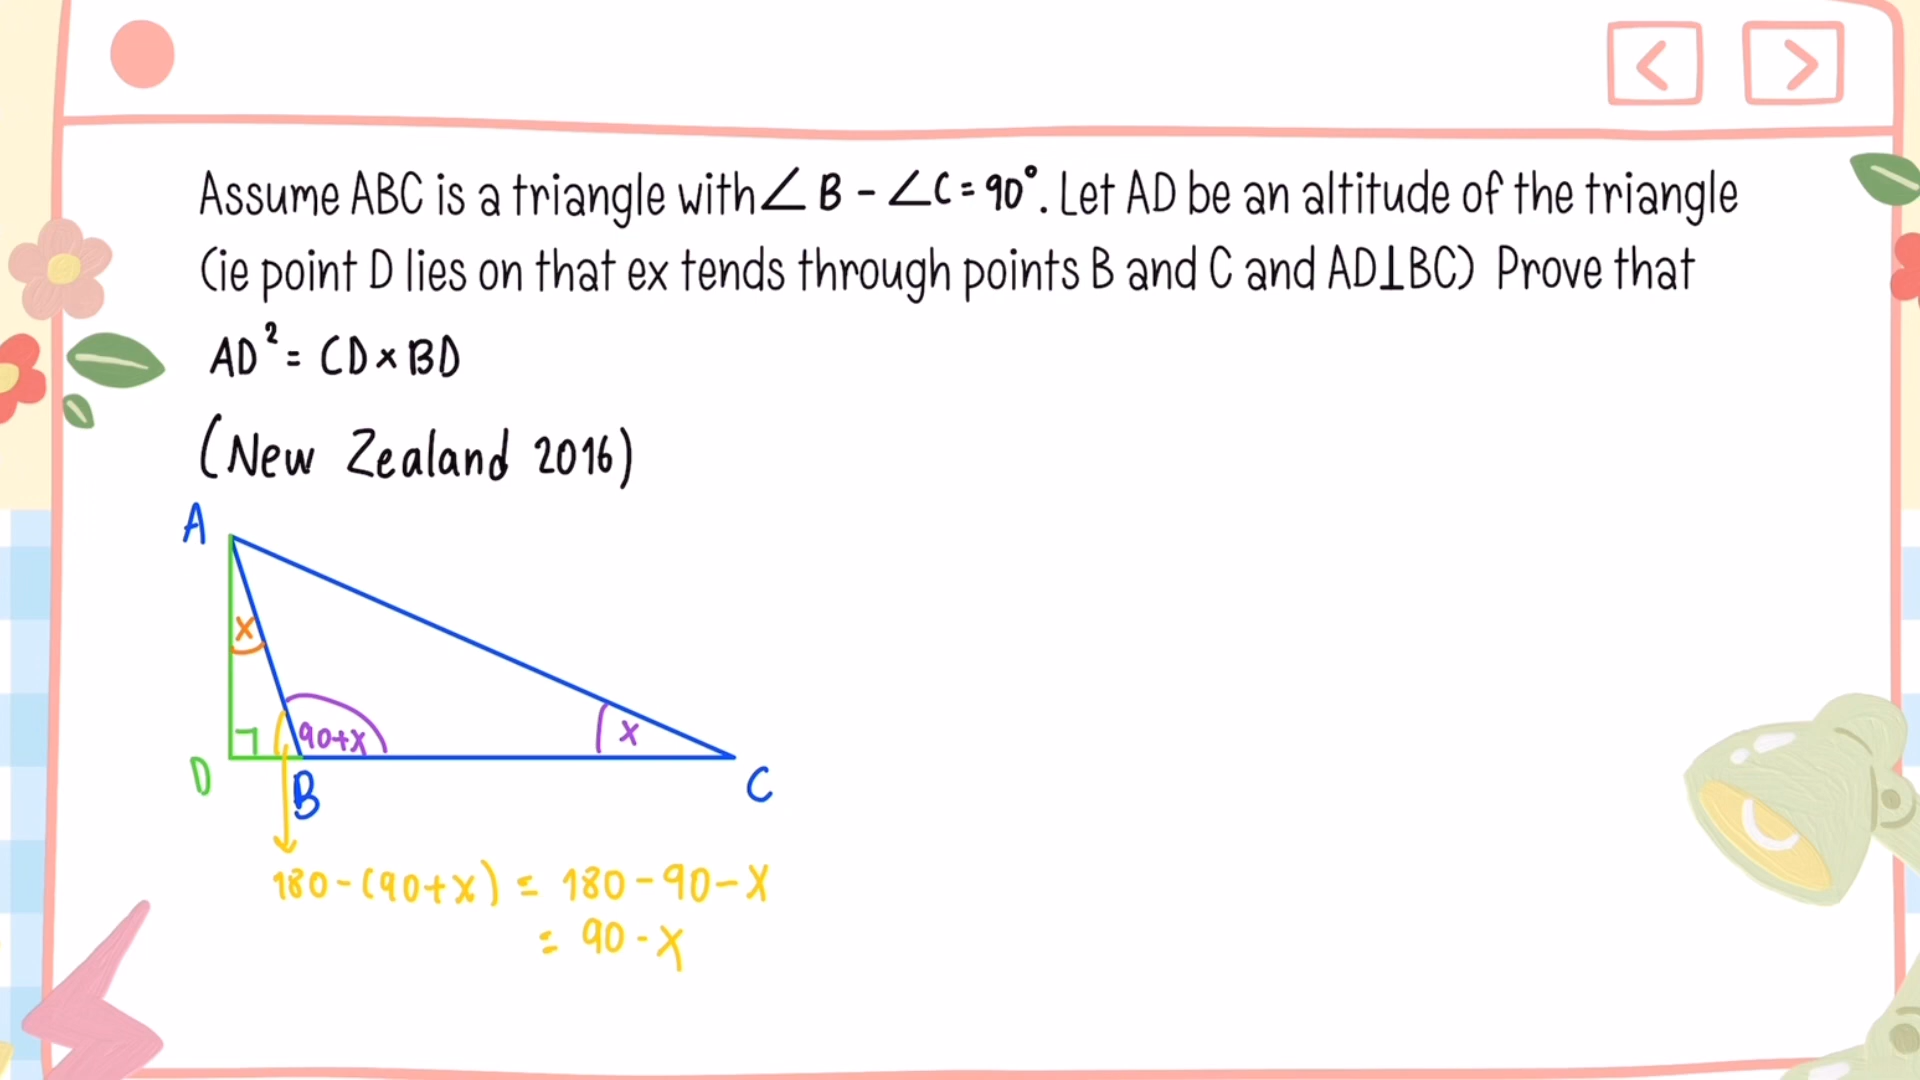 Assume ABC is a triangle with ∠B - ∠C = 90°. Let AD be an altitude of the triangle
(ie point D lies on that ex tends through points B and C and AD⊥BC) Prove that
AD² = CD × BD
(New Zealand 2016)
A
x
90+x
x
D
B
C
180-(90+x) = 180-90-x
= 90-x